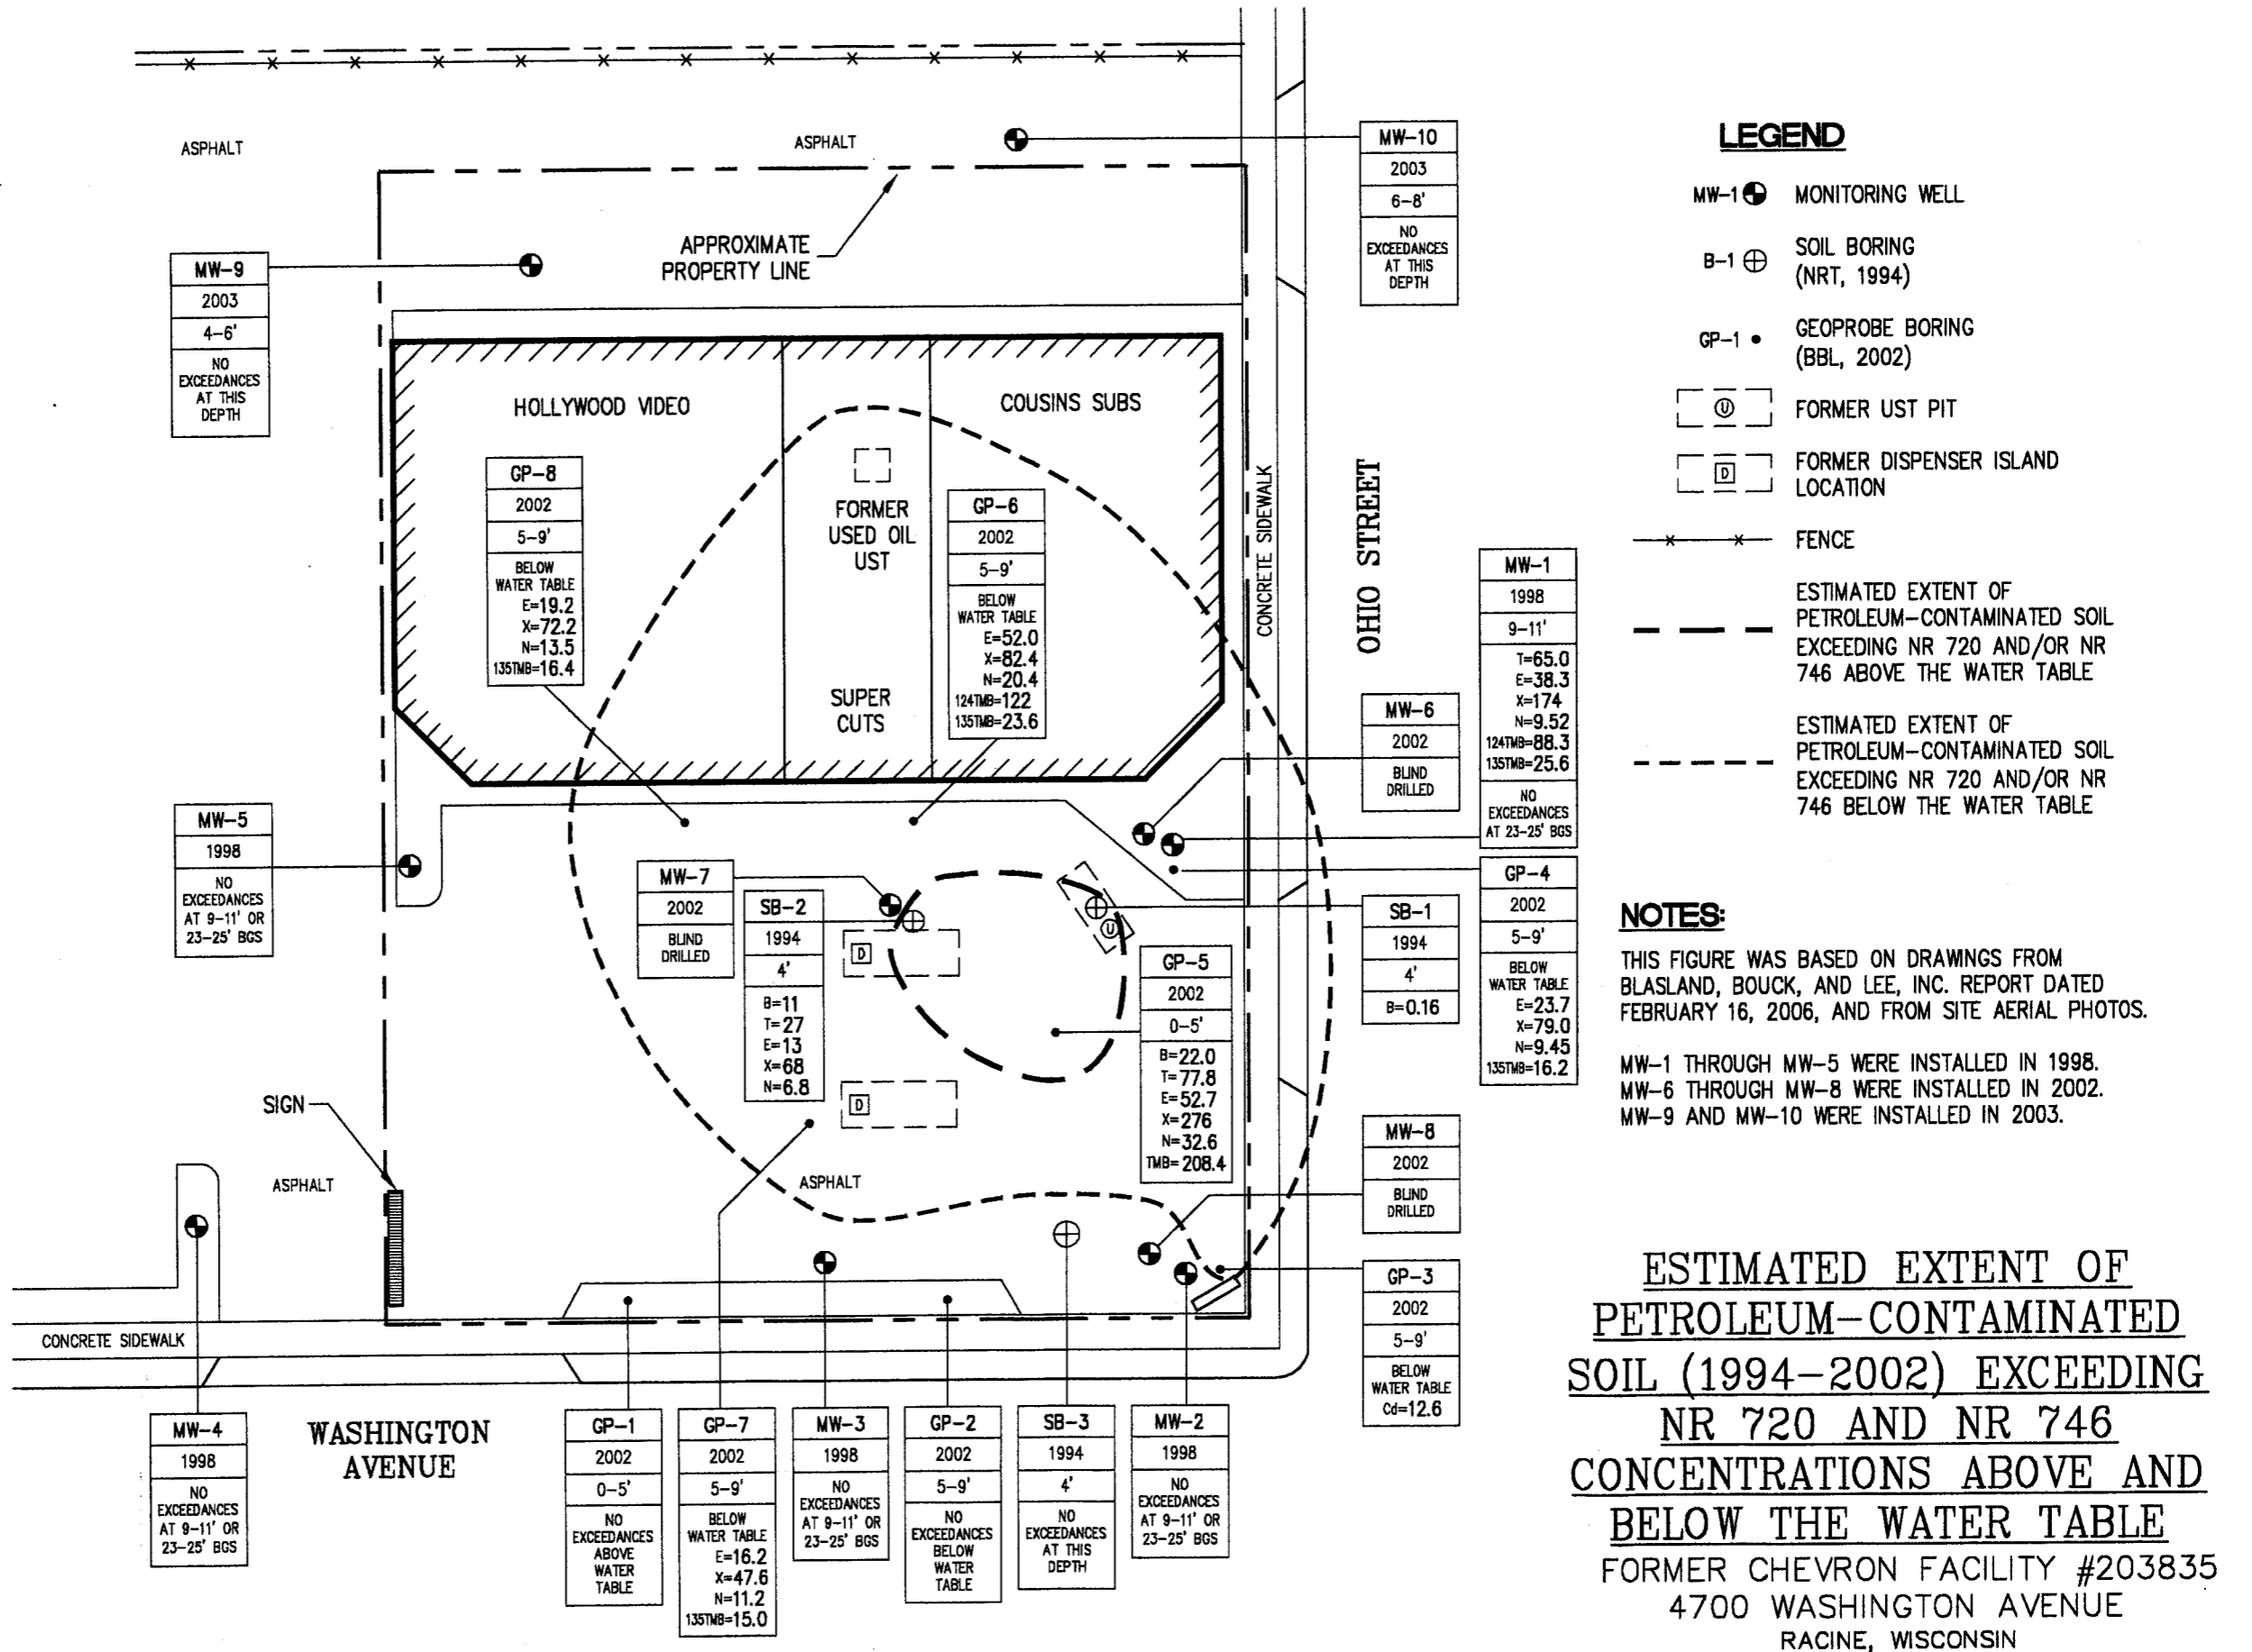 ASPHALT
ASPHALT
APPROXIMATE
PROPERTY LINE
MW-9
2003
4-6'
NO
EXCEEDANCES
AT THIS
DEPTH
MW-10
2003
6-8'
NO
EXCEEDANCES
AT THIS
DEPTH
HOLLYWOOD VIDEO
COUSINS SUBS
FORMER
USED OIL
UST
SUPER
CUTS
GP-8
2002
5-9'
BELOW
WATER TABLE
E=19.2
X=72.2
N=13.5
135TMB=16.4
GP-6
2002
5-9'
BELOW
WATER TABLE
E=52.0
X=82.4
N=20.4
124TMB=122
135TMB=23.6
CONCRETE SIDEWALK
OHIO STREET
MW-1
1998
9-11'
T=65.0
E=38.3
X=174
N=9.52
124TMB=88.3
135TMB=25.6
NO
EXCEEDANCES
AT 23-25' BGS
MW-6
2002
BLIND
DRILLED
MW-5
1998
NO
EXCEEDANCES
AT 9-11' OR
23-25' BGS
MW-7
2002
BLIND
DRILLED
SB-2
1994
4'
B=11
T=27
E=13
X=68
N=6.8
D
D
U
GP-5
2002
0-5'
B=22.0
T=77.8
E=52.7
X=276
N=32.6
TMB=208.4
SB-1
1994
4'
B=0.16
GP-4
2002
5-9'
BELOW
WATER TABLE
E=23.7
X=79.0
N=9.45
135TMB=16.2
MW-8
2002
BLIND
DRILLED
GP-3
2002
5-9'
BELOW
WATER TABLE
Cd=12.6
SIGN
ASPHALT
ASPHALT
CONCRETE SIDEWALK
WASHINGTON
AVENUE
MW-4
1998
NO
EXCEEDANCES
AT 9-11' OR
23-25' BGS
GP-1
2002
0-5'
NO
EXCEEDANCES
ABOVE
WATER
TABLE
GP-7
2002
5-9'
BELOW
WATER TABLE
E=16.2
X=47.6
N=11.2
135TMB=15.0
MW-3
1998
NO
EXCEEDANCES
AT 9-11' OR
23-25' BGS
GP-2
2002
5-9'
NO
EXCEEDANCES
BELOW
WATER
TABLE
SB-3
1994
4'
NO
EXCEEDANCES
AT THIS
DEPTH
MW-2
1998
NO
EXCEEDANCES
AT 9-11' OR
23-25' BGS
LEGEND
MW-1 MONITORING WELL
B-1 SOIL BORING
(NRT, 1994)
GP-1 GEOPROBE BORING
(BBL, 2002)
U FORMER UST PIT
D FORMER DISPENSER ISLAND
LOCATION
FENCE
ESTIMATED EXTENT OF
PETROLEUM-CONTAMINATED SOIL
EXCEEDING NR 720 AND/OR NR
746 ABOVE THE WATER TABLE
ESTIMATED EXTENT OF
PETROLEUM-CONTAMINATED SOIL
EXCEEDING NR 720 AND/OR NR
746 BELOW THE WATER TABLE
NOTES:
THIS FIGURE WAS BASED ON DRAWINGS FROM
BLASLAND, BOUCK, AND LEE, INC. REPORT DATED
FEBRUARY 16, 2006, AND FROM SITE AERIAL PHOTOS.
MW-1 THROUGH MW-5 WERE INSTALLED IN 1998.
MW-6 THROUGH MW-8 WERE INSTALLED IN 2002.
MW-9 AND MW-10 WERE INSTALLED IN 2003.
ESTIMATED EXTENT OF
PETROLEUM-CONTAMINATED
SOIL (1994-2002) EXCEEDING
NR 720 AND NR 746
CONCENTRATIONS ABOVE AND
BELOW THE WATER TABLE
FORMER CHEVRON FACILITY #203835
4700 WASHINGTON AVENUE
RACINE, WISCONSIN